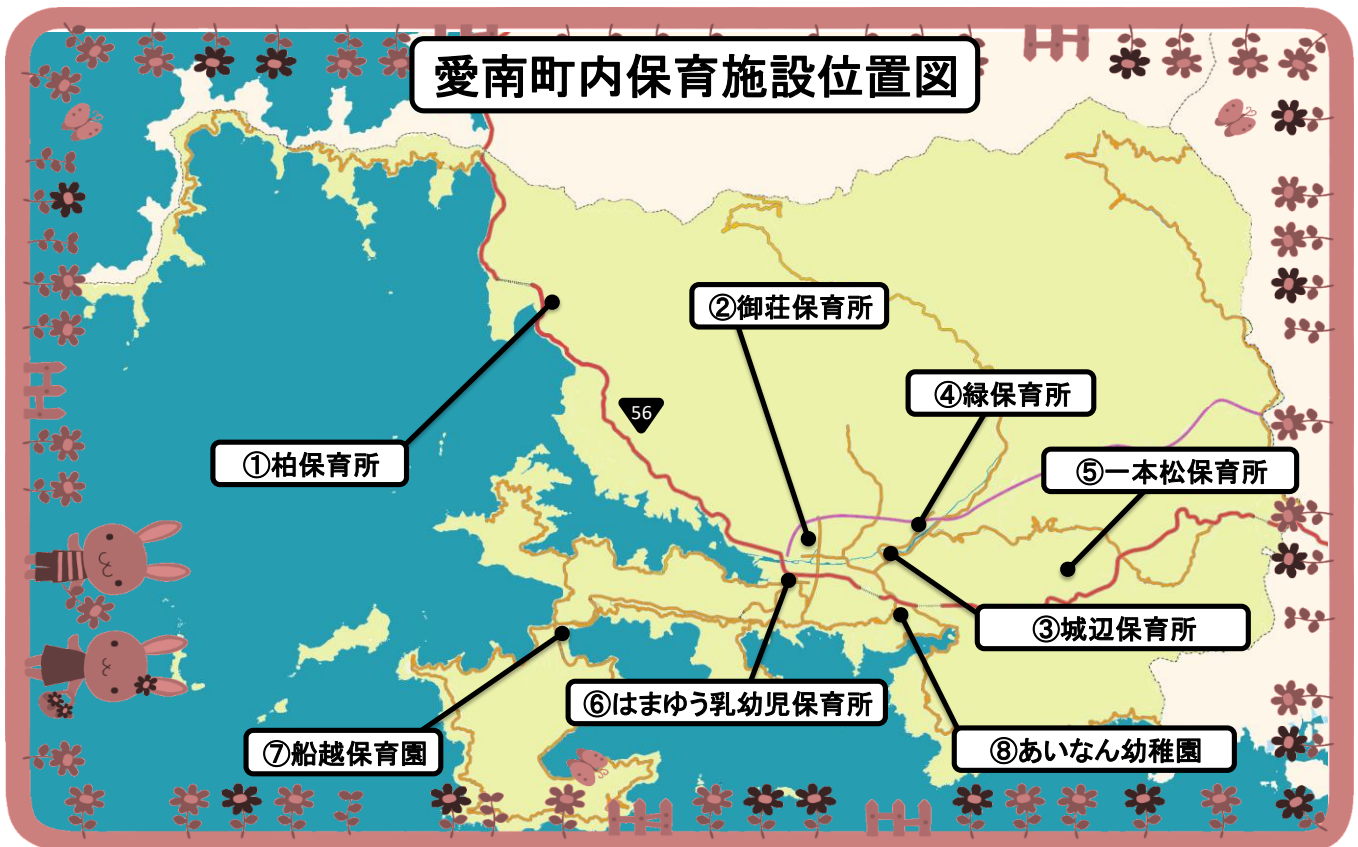 愛南町内保育施設位置図
②御荘保育所
④緑保育所
56
①柏保育所
⑤一本松保育所
③城辺保育所
⑥はまゆう乳幼児保育所
⑦船越保育園
⑧あいなん幼稚園